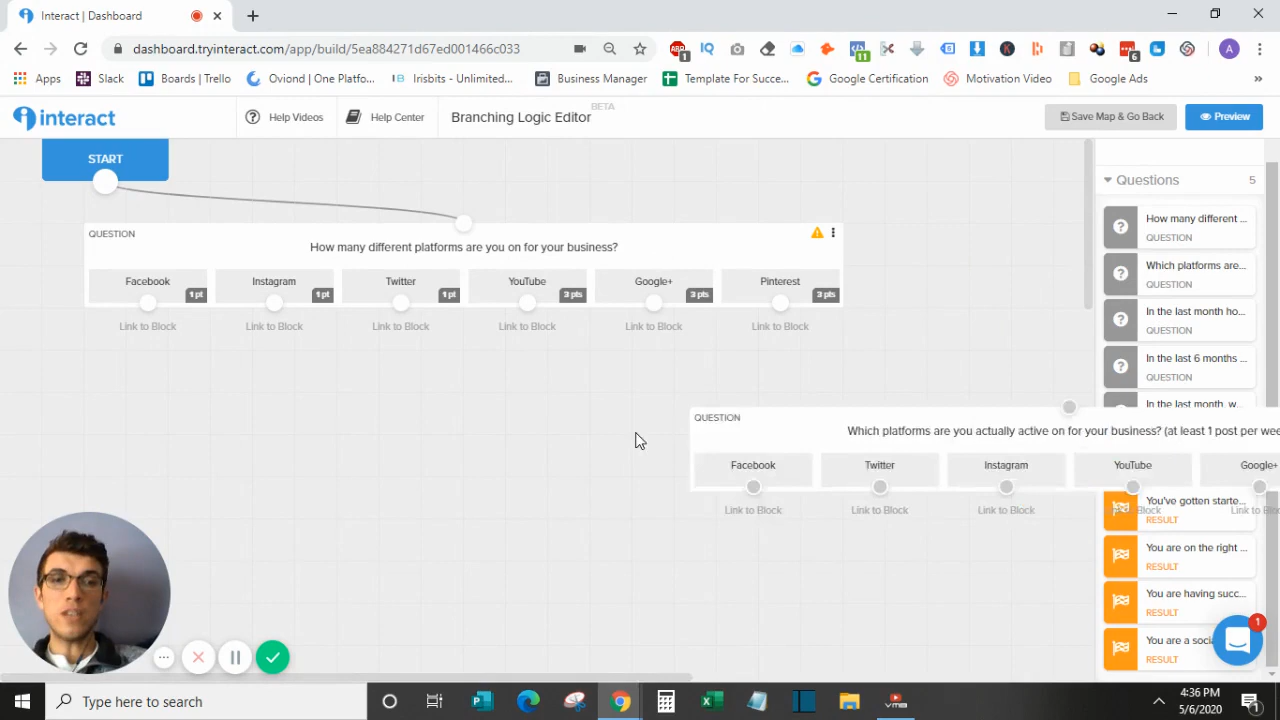 Interact | Dashboard
dashboard.tryinteract.com/app/build/5ea884271d67ed001466c033
Apps
Slack
Boards | Trello
Oviond | One Platfo...
Irisbits - Unlimited...
Business Manager
Template For Succe...
Google Certification
Motivation Video
Google Ads
interact
Help Videos
Help Center
Branching Logic Editor
BETA
Save Map & Go Back
Preview
START
QUESTION
How many different platforms are you on for your business?
Facebook 1 pt
Instagram 1 pt
Twitter 1 pt
YouTube 3 pts
Google+ 3 pts
Pinterest 3 pts
Link to Block
Link to Block
Link to Block
Link to Block
Link to Block
Link to Block
QUESTION
Which platforms are you actually active on for your business? (at least 1 post per wee
Facebook
Twitter
Instagram
YouTube
Google+
Link to Block
Link to Block
Link to Block
Block
Link to Bloc
Questions 5
How many different ...
QUESTION
Which platforms are...
QUESTION
In the last month ho...
QUESTION
In the last 6 months ...
QUESTION
In the last month, w...
You've gotten starte...
RESULT
You are on the right ...
RESULT
You are having succ...
RESULT
You are a soci
RESULT
1
Type here to search
4:36 PM
5/6/2020